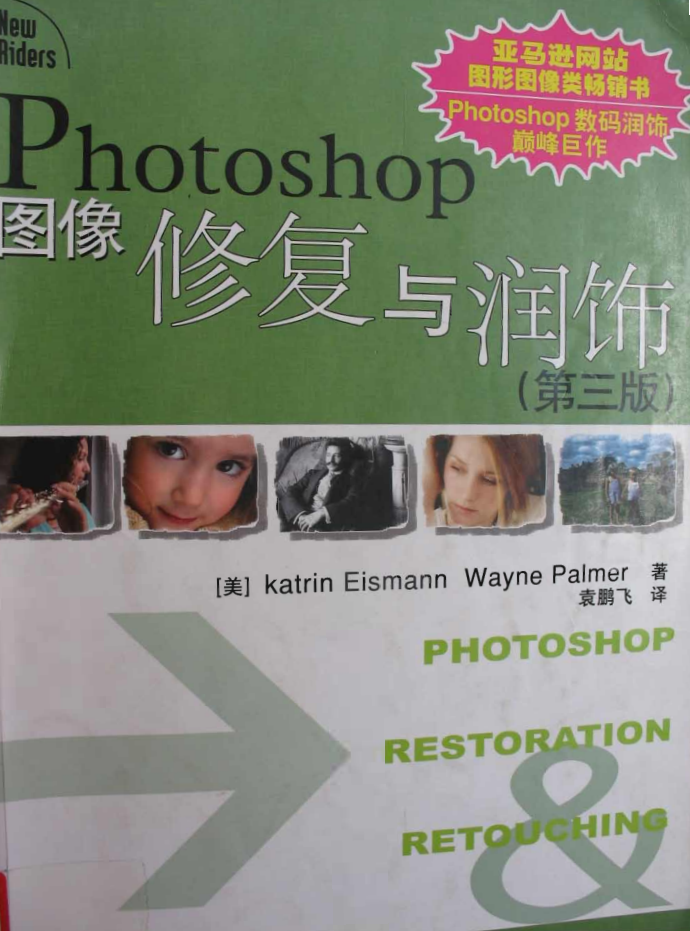 New
Riders
亚马逊网站
图形图像类畅销书
Photoshop 数码润饰
巅峰巨作
Photoshop
图像 修复与润饰
(第三版)
[美] katrin Eismann Wayne Palmer 著
袁鹏飞 译
PHOTOSHOP
RESTORATION
&
RETOUCHING